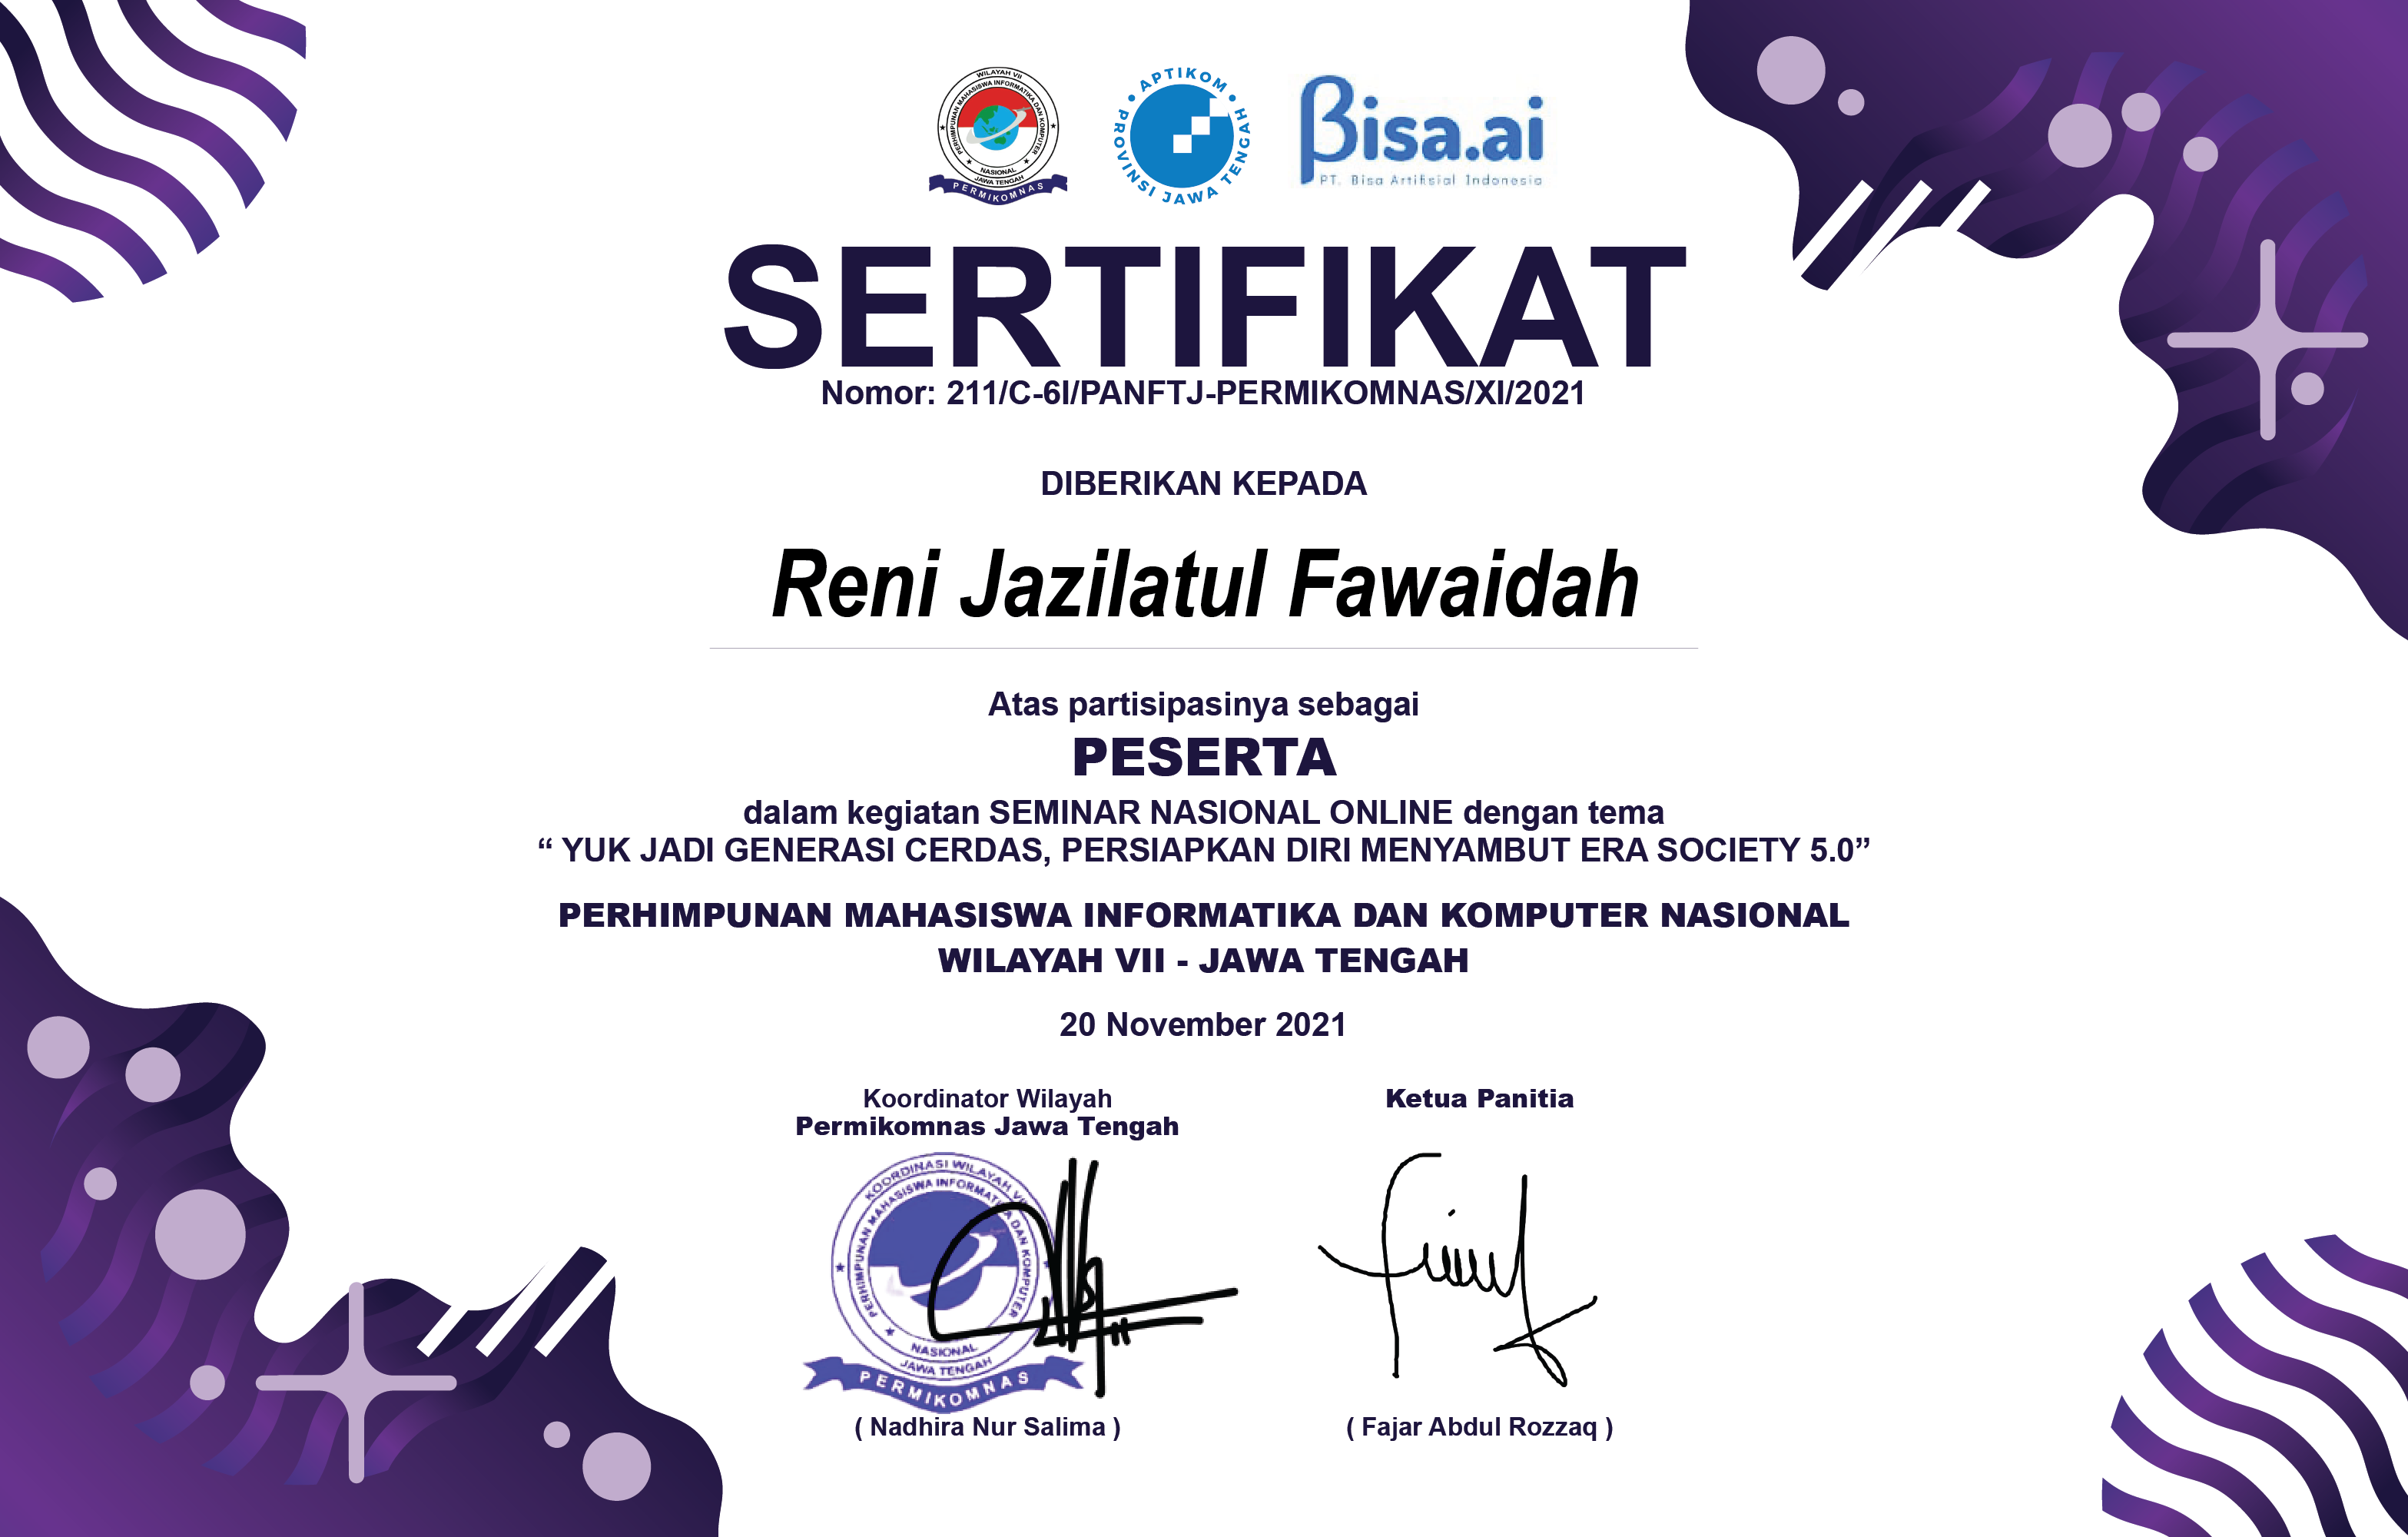 WILAYAH VII
PERHIMPUNAN MAHASISWA INFORMATIKA DAN KOMPUTER
NASIONAL
JAWA TENGAH
PERMIKOMNAS
APTIKOM
PROVINSI JAWA TENGAH
Bisa.ai
PT. Bisa Artifisial Indonesia
SERTIFIKAT
Nomor: 211/C-6I/PANFTJ-PERMIKOMNAS/XI/2021
DIBERIKAN KEPADA
Reni Jazilatul Fawaidah
Atas partisipasinya sebagai
PESERTA
dalam kegiatan SEMINAR NASIONAL ONLINE dengan tema
“ YUK JADI GENERASI CERDAS, PERSIAPKAN DIRI MENYAMBUT ERA SOCIETY 5.0”
PERHIMPUNAN MAHASISWA INFORMATIKA DAN KOMPUTER NASIONAL
WILAYAH VII - JAWA TENGAH
20 November 2021
Koordinator Wilayah
Permikomnas Jawa Tengah
Ketua Panitia
KOORDINASI WILAYAH VII
PERHIMPUNAN MAHASISWA INFORMATIKA DAN KOMPUTER
NASIONAL
JAWA TENGAH
PERMIKOMNAS
( Nadhira Nur Salima )
( Fajar Abdul Rozzaq )